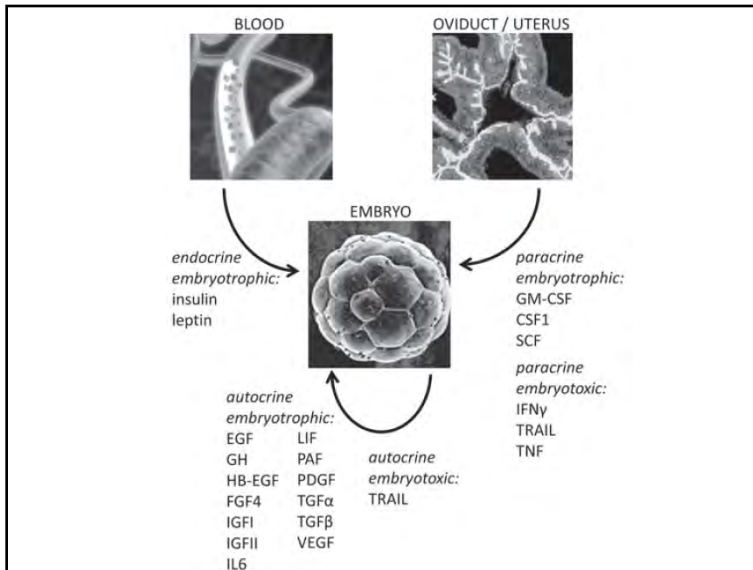 BLOOD
OVIDUCT / UTERUS
EMBRYO
endocrine
embryotrophic:
insulin
leptin
paracrine
embryotrophic:
GM-CSF
CSF1
SCF
paracrine
embryotoxic:
IFNγ
TRAIL
TNF
autocrine
embryotrophic:
EGF LIF
GH PAF
HB-EGF PDGF
FGF4 TGFα
IGFI TGFβ
IGFII VEGF
IL6
autocrine
embryotoxic:
TRAIL